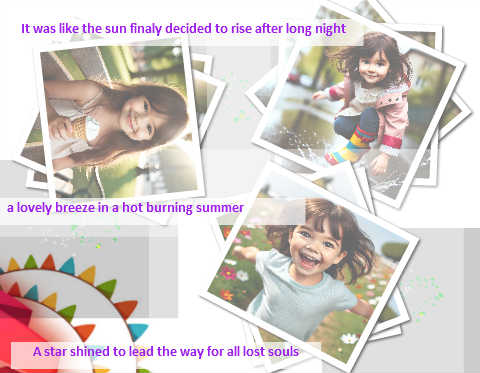 It was like the sun finaly decided to rise after long night
a lovely breeze in a hot burning summer
A star shined to lead the way for all lost souls